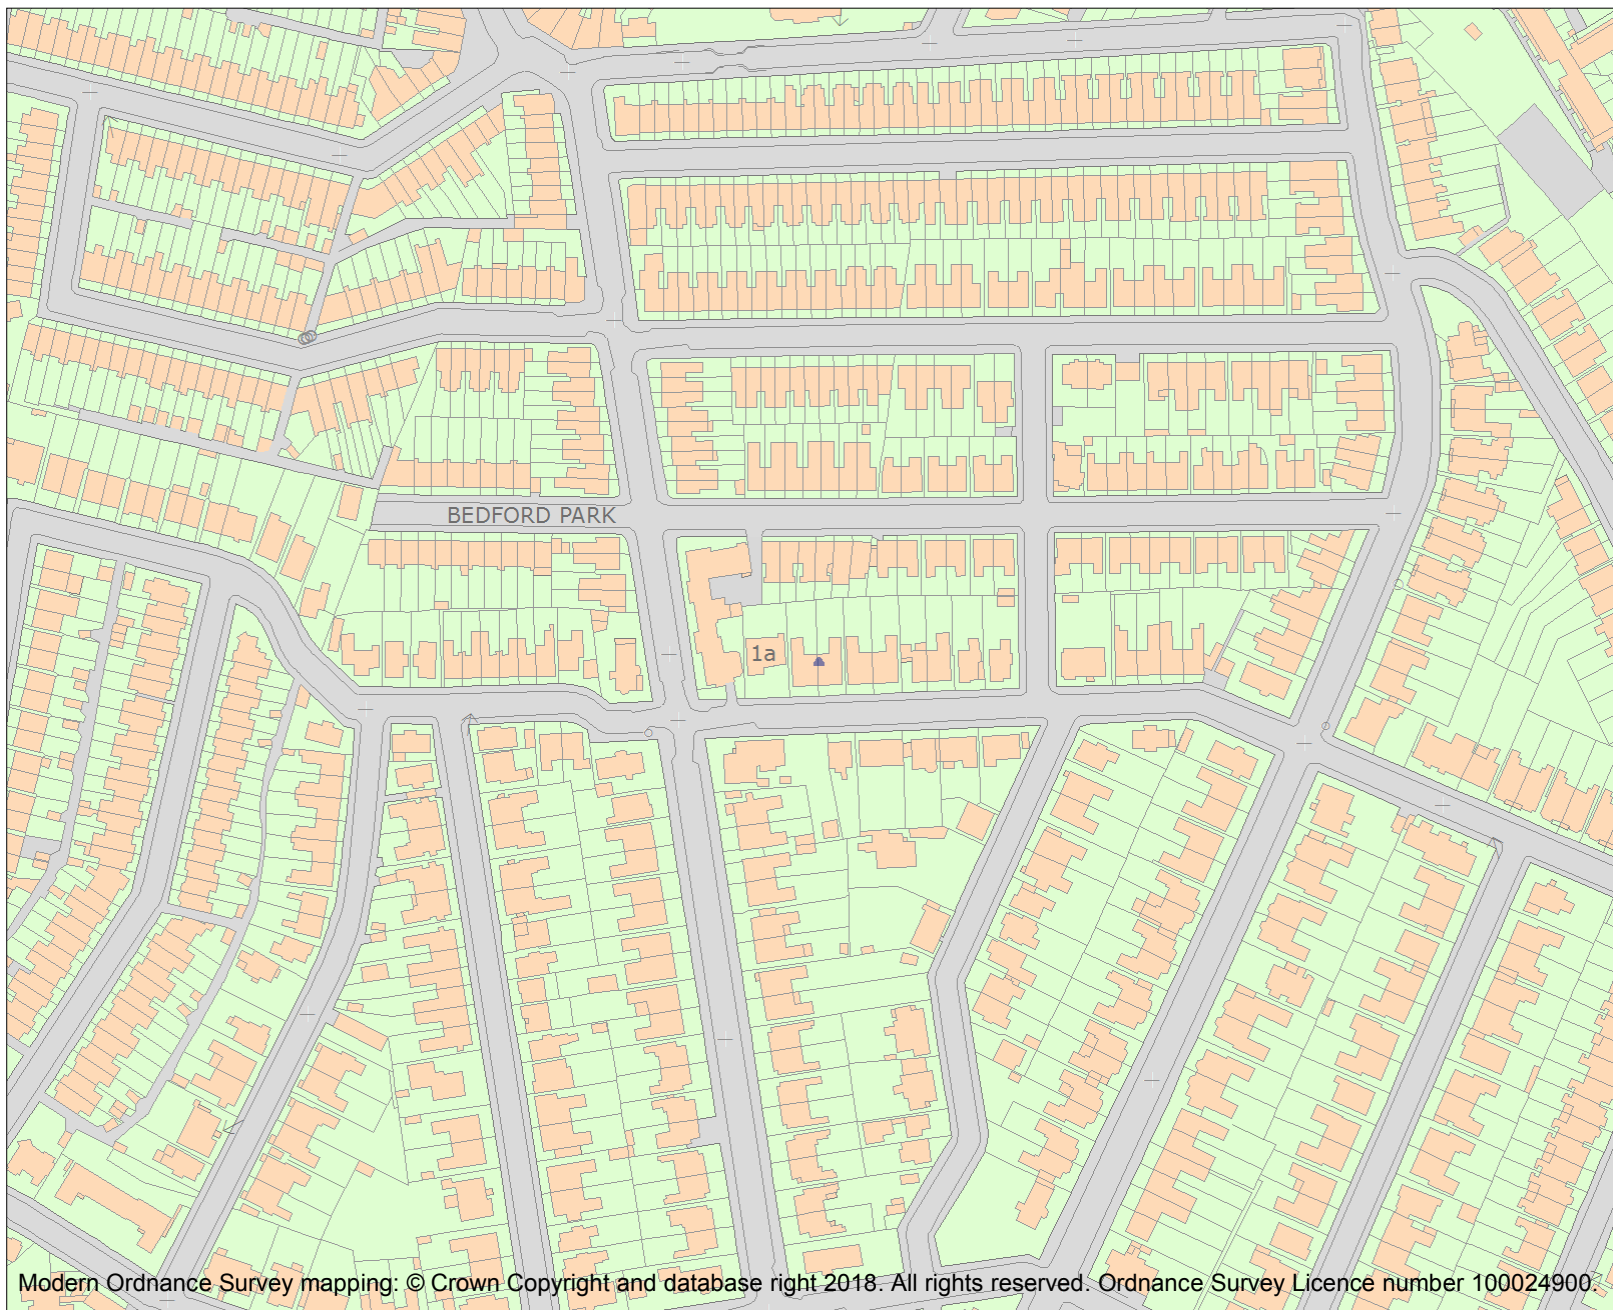 BEDFORD PARK
1a
Modern Ordnance Survey mapping: © Crown Copyright and database right 2018. All rights reserved. Ordnance Survey Licence number 100024900.